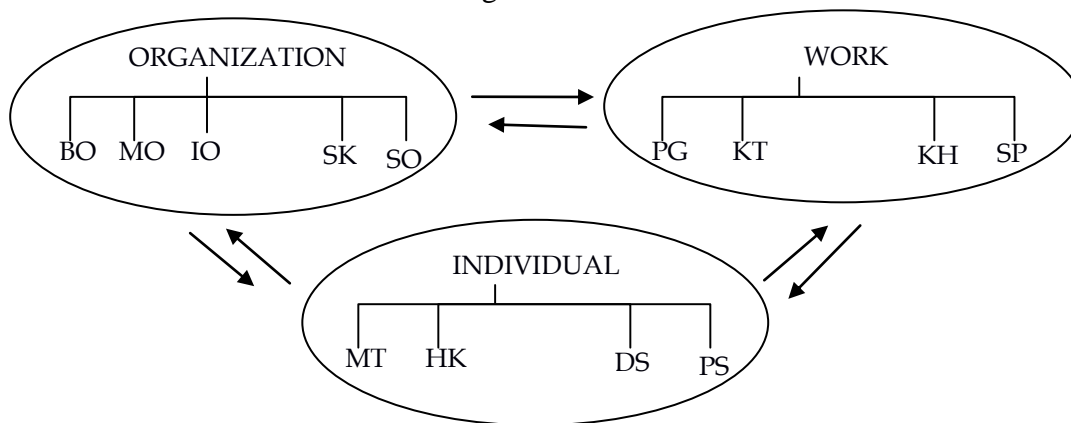 ORGANIZATION
BO MO IO SK SO
WORK
PG KT KH SP
INDIVIDUAL
MT HK DS PS